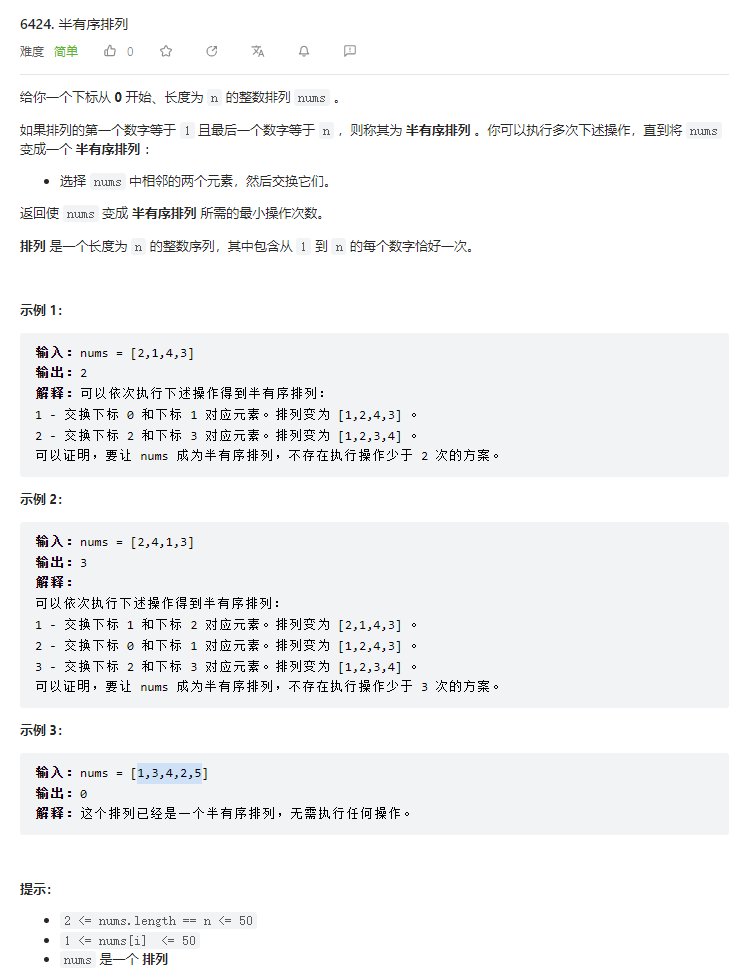 6424. 半有序排列
难度 简单 0
给你一个下标从 0 开始、长度为 n 的整数排列 nums 。
如果排列的第一个数字等于 1 且最后一个数字等于 n ，则称其为 半有序排列 。你可以执行多次下述操作，直到将 nums
变成一个 半有序排列 ：
• 选择 nums 中相邻的两个元素，然后交换它们。
返回使 nums 变成 半有序排列 所需的最小操作次数。
排列 是一个长度为 n 的整数序列，其中包含从 1 到 n 的每个数字恰好一次。
示例 1：
输入：nums = [2,1,4,3]
输出：2
解释：可以依次执行下述操作得到半有序排列：
1 - 交换下标 0 和下标 1 对应元素。排列变为 [1,2,4,3] 。
2 - 交换下标 2 和下标 3 对应元素。排列变为 [1,2,3,4] 。
可以证明，要让 nums 成为半有序排列，不存在执行操作少于 2 次的方案。
示例 2：
输入：nums = [2,4,1,3]
输出：3
解释：
可以依次执行下述操作得到半有序排列：
1 - 交换下标 1 和下标 2 对应元素。排列变为 [2,1,4,3] 。
2 - 交换下标 0 和下标 1 对应元素。排列变为 [1,2,4,3] 。
3 - 交换下标 2 和下标 3 对应元素。排列变为 [1,2,3,4] 。
可以证明，要让 nums 成为半有序排列，不存在执行操作少于 3 次的方案。
示例 3：
输入：nums = [1,3,4,2,5]
输出：0
解释：这个排列已经是一个半有序排列，无需执行任何操作。
提示：
• 2 <= nums.length == n <= 50
• 1 <= nums[i]  <= 50
• nums 是一个 排列